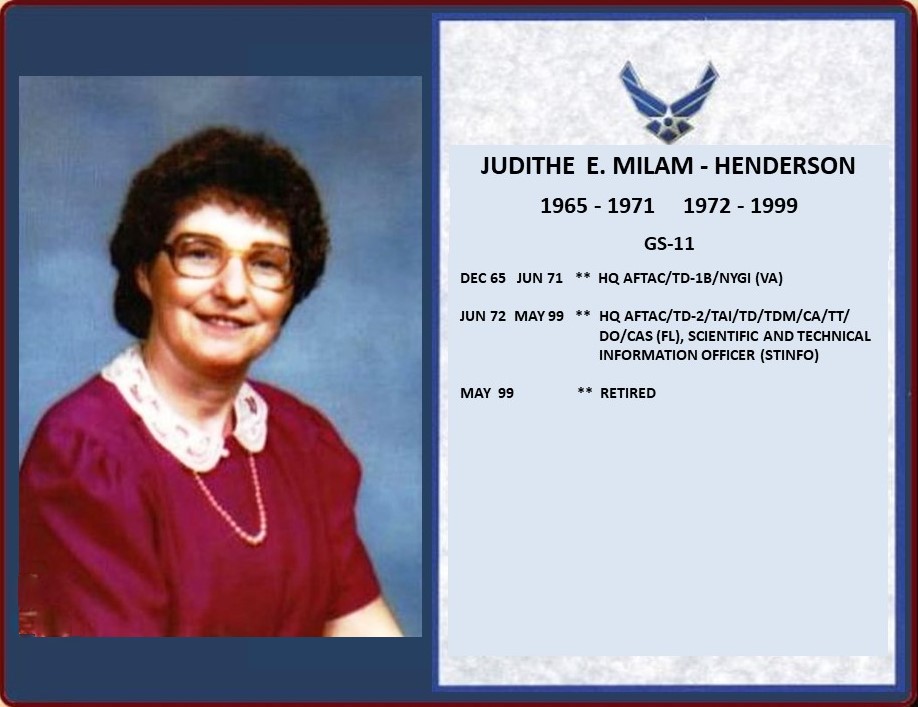 JUDITHE E. MILAM - HENDERSON
1965 - 1971 1972 - 1999
GS-11
DEC 65 JUN 71 ** HQ AFTAC/TD-1B/NYGI (VA)
JUN 72 MAY 99 ** HQ AFTAC/TD-2/TAI/TD/TDM/CA/TT/
DO/CAS (FL), SCIENTIFIC AND TECHNICAL
INFORMATION OFFICER (STINFO)
MAY 99 ** RETIRED